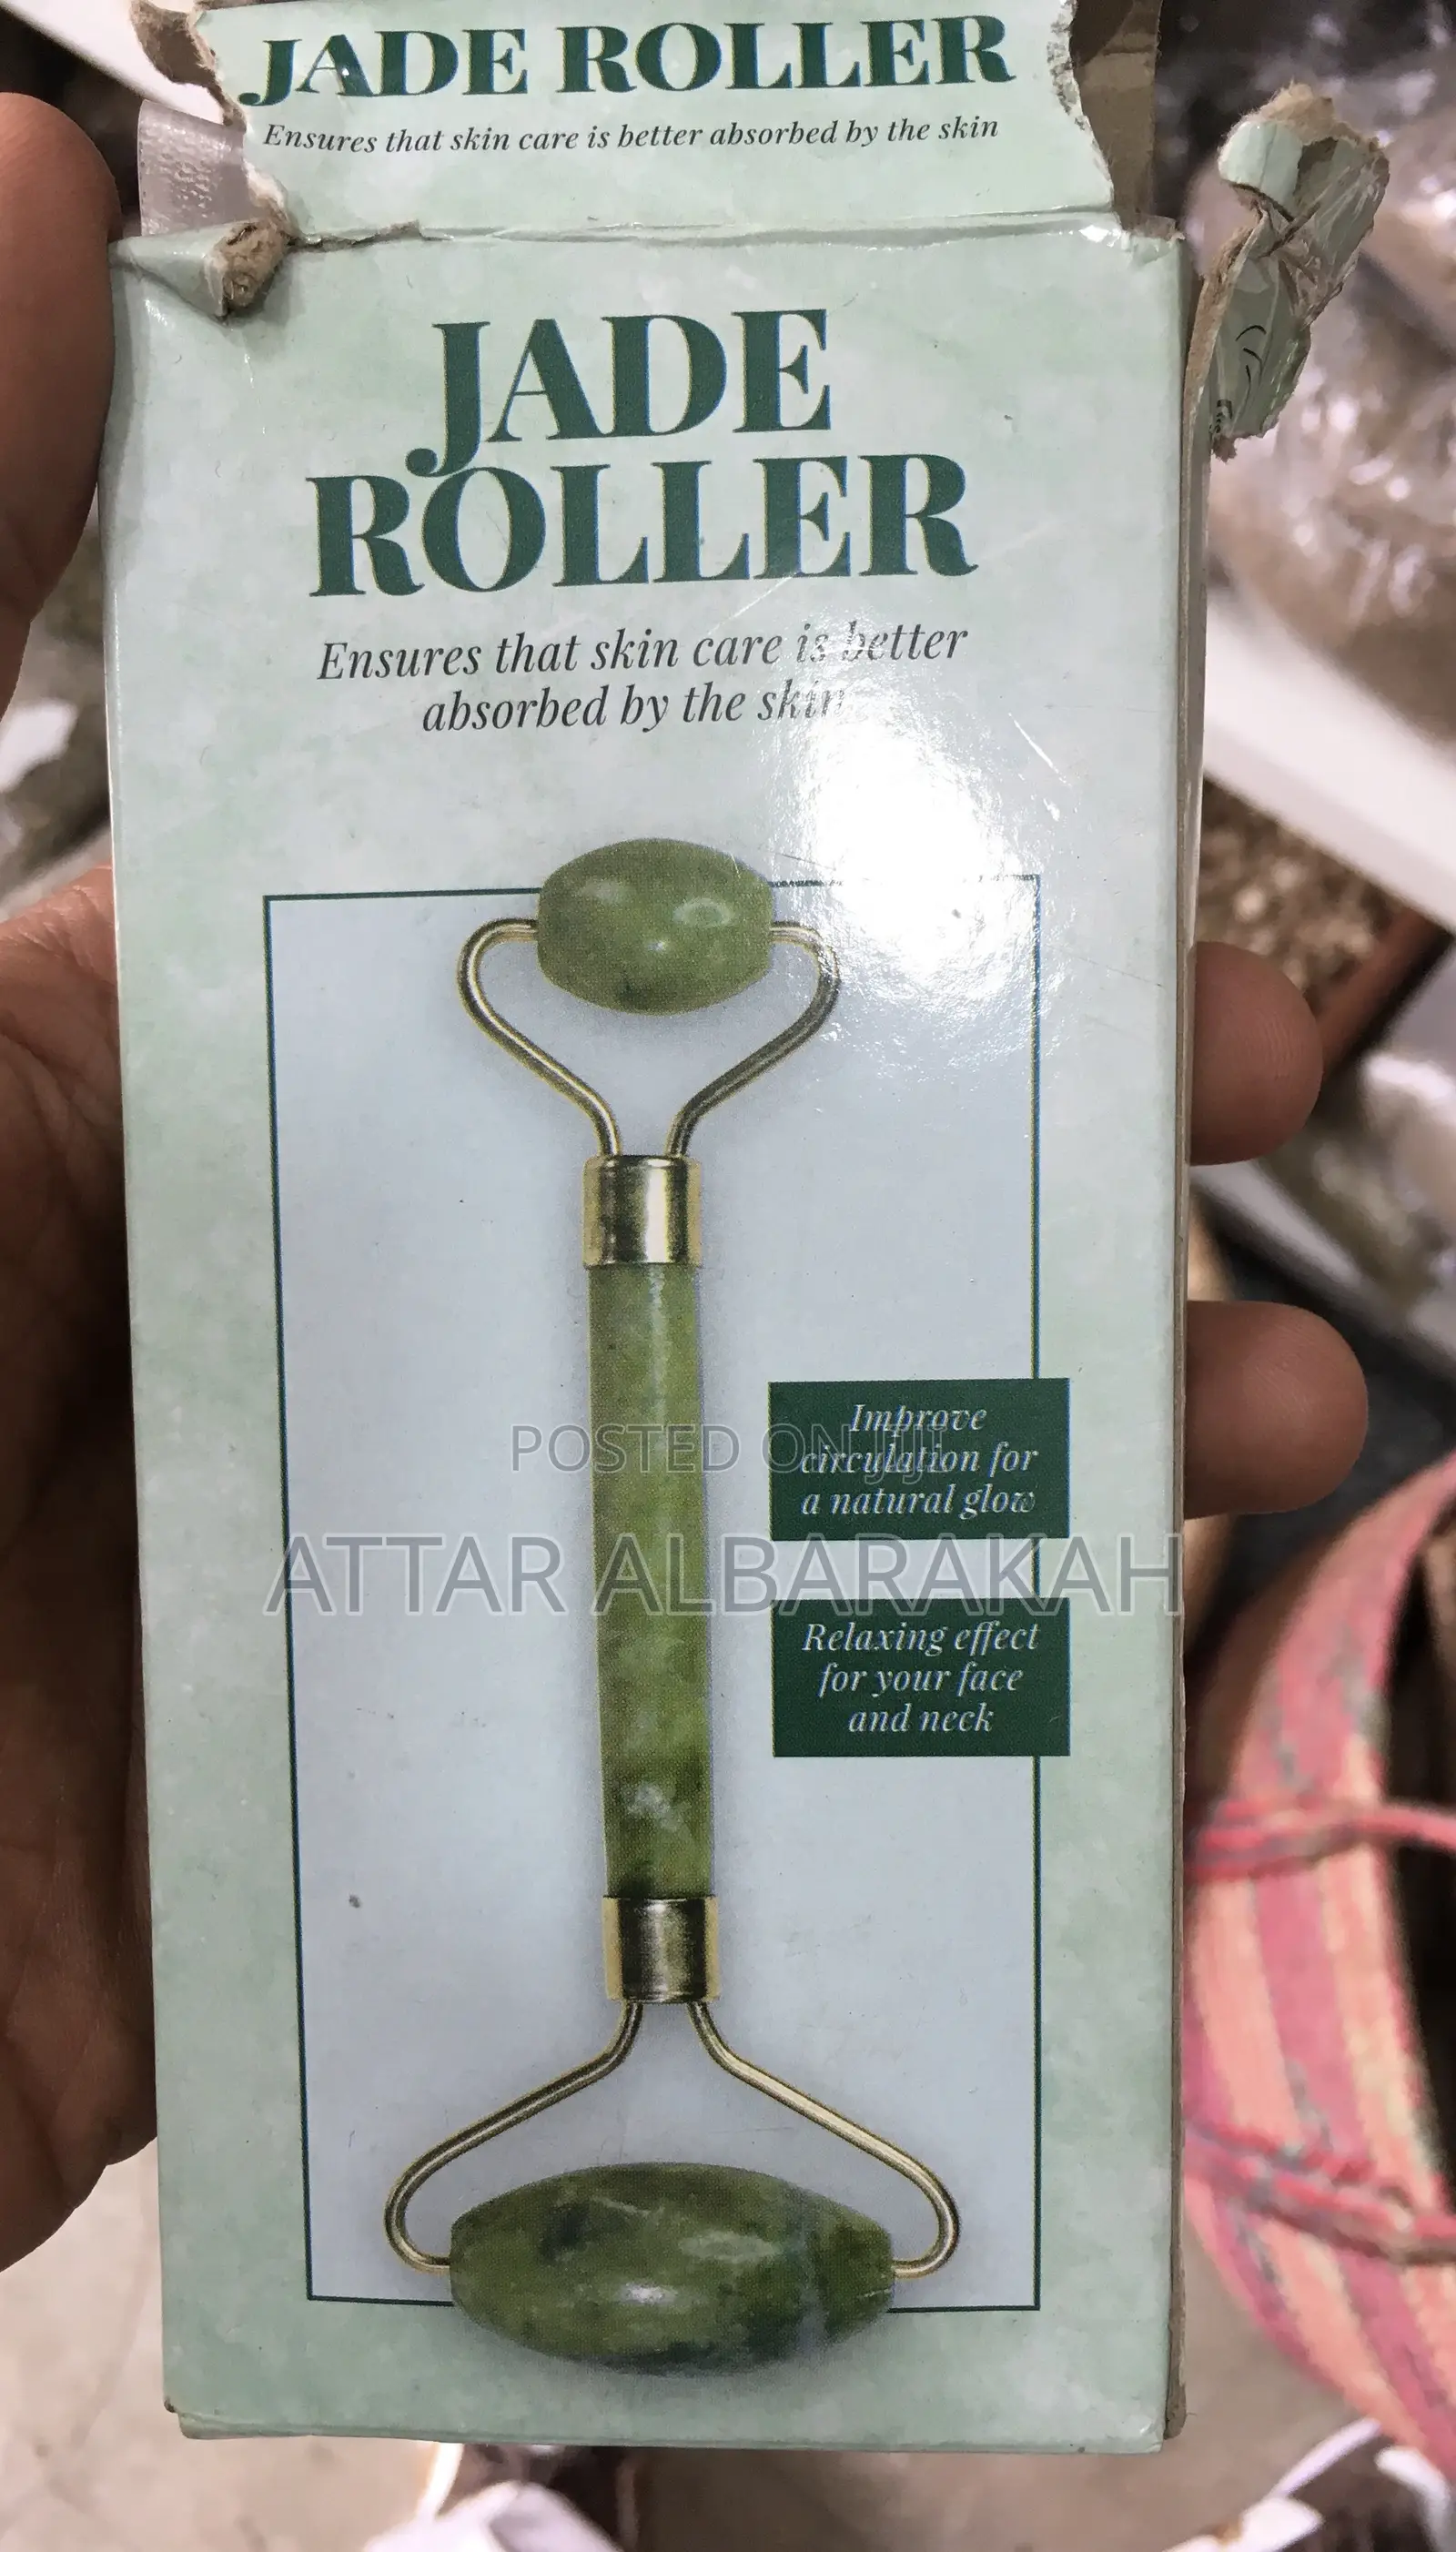 JADE ROLLER
Ensures that skin care is better absorbed by the skin
JADE
ROLLER
Ensures that skin care is better
absorbed by the skin
Improve
circulation for
a natural glow
POSTED ON JIJI
ATTAR ALBARAKAH
Relaxing effect
for your face
and neck